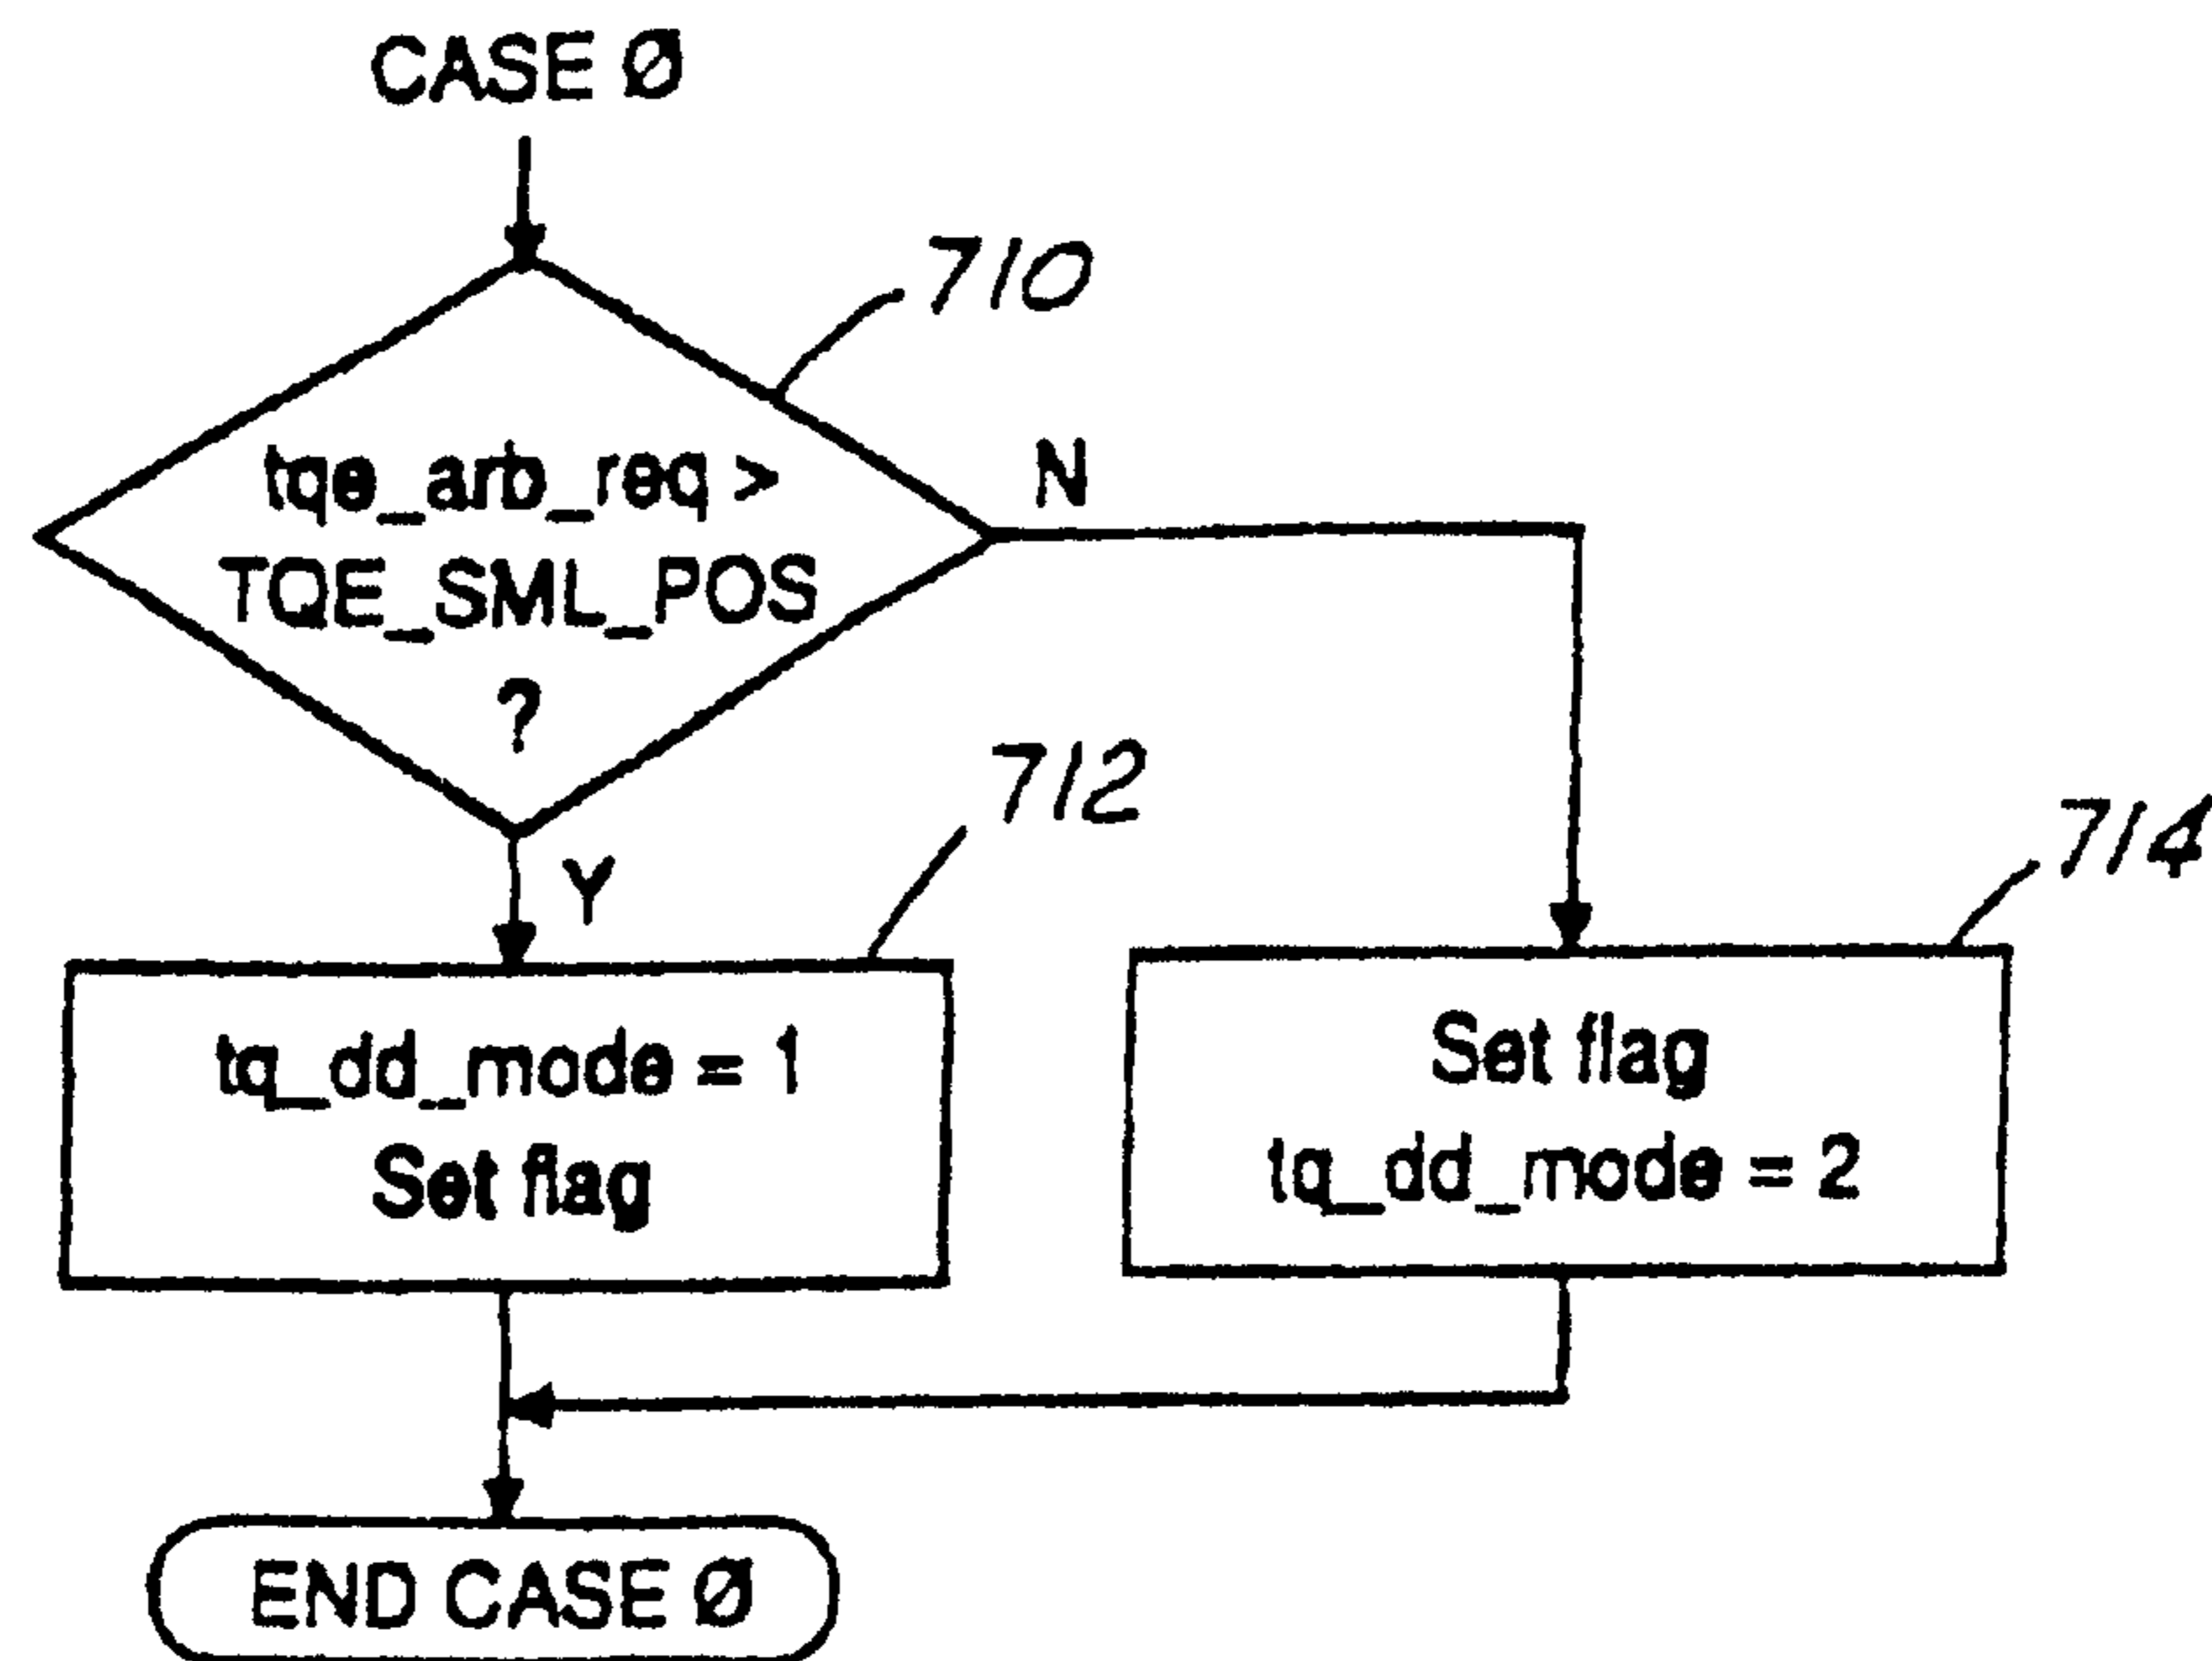 CASE Ø
710
tqe_arb_req >
TQE_SML_POS
?
N
Y
712
714
tq_dd_mode = 1
Set flag
Set flag
tq_dd_mode = 2
END CASE Ø